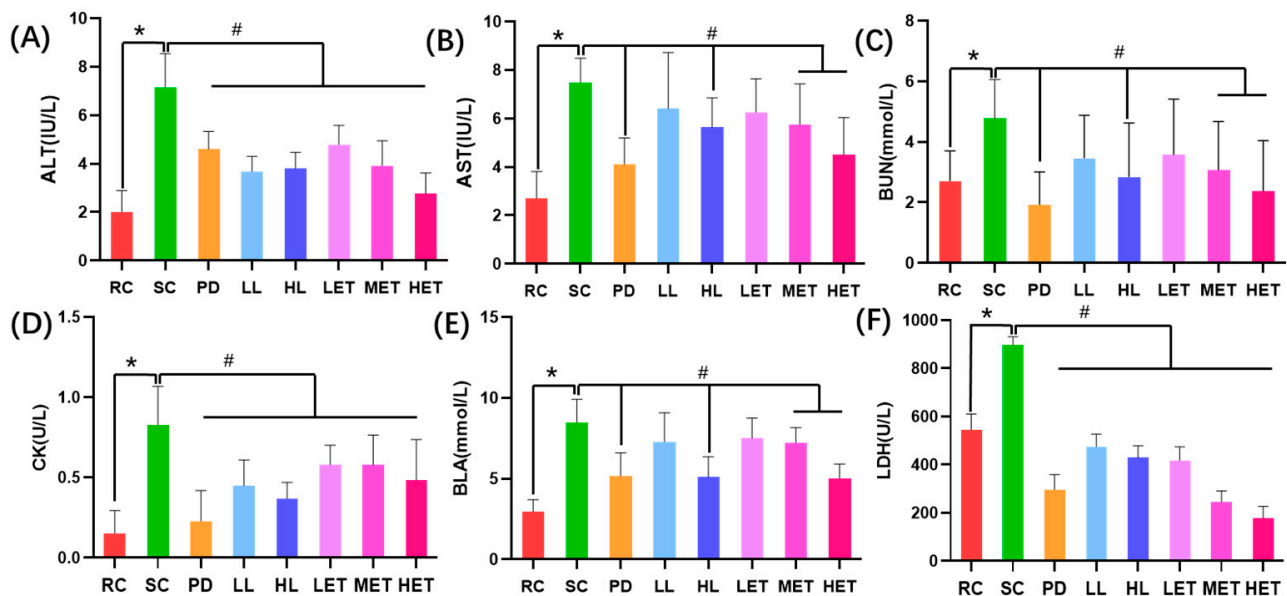 (A)
ALT(IU/L)
10
8
6
4
2
0
*
#
RC SC PD LL HL LET MET HET
(B)
AST(IU/L)
10
8
6
4
2
0
*
#
RC SC PD LL HL LET MET HET
(C)
BUN(mmol/L)
8
6
4
2
0
*
#
RC SC PD LL HL LET MET HET
(D)
CK(U/L)
1.5
1.0
0.5
0.0
*
#
RC SC PD LL HL LET MET HET
(E)
BLA(mmol/L)
15
10
5
0
*
#
RC SC PD LL HL LET MET HET
(F)
LDH(U/L)
1000
800
600
400
200
0
*
#
RC SC PD LL HL LET MET HET